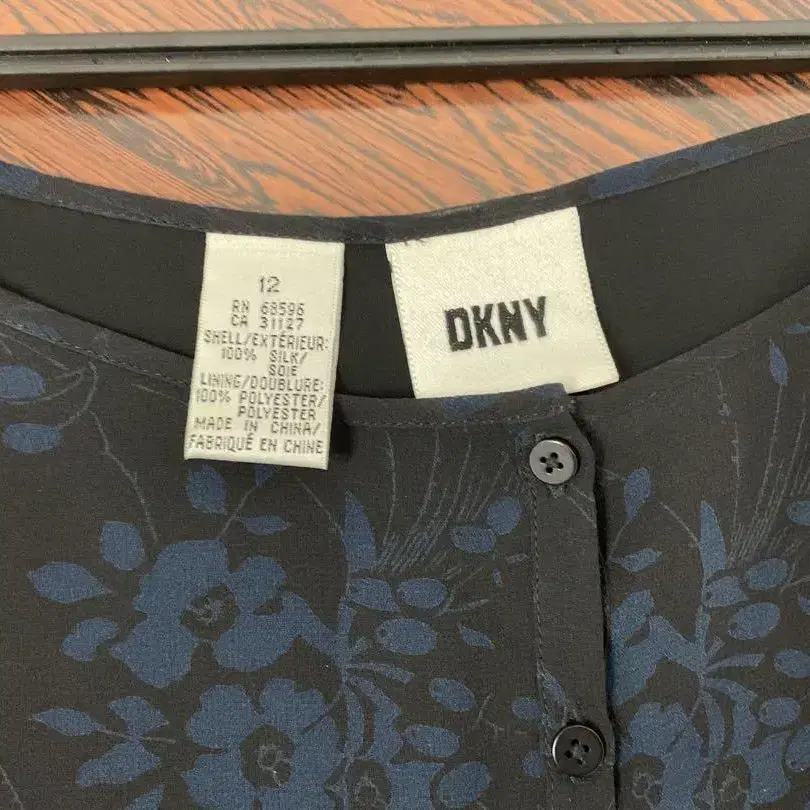 12
RN 68596
CA 31127
SHELL/EXTÉRIEUR:
100% SILK/
SOIE
LINING/DOUBLURE:
100% POLYESTER/
POLYESTER
MADE IN CHINA/
FABRIQUÉ EN CHINE
DKNY